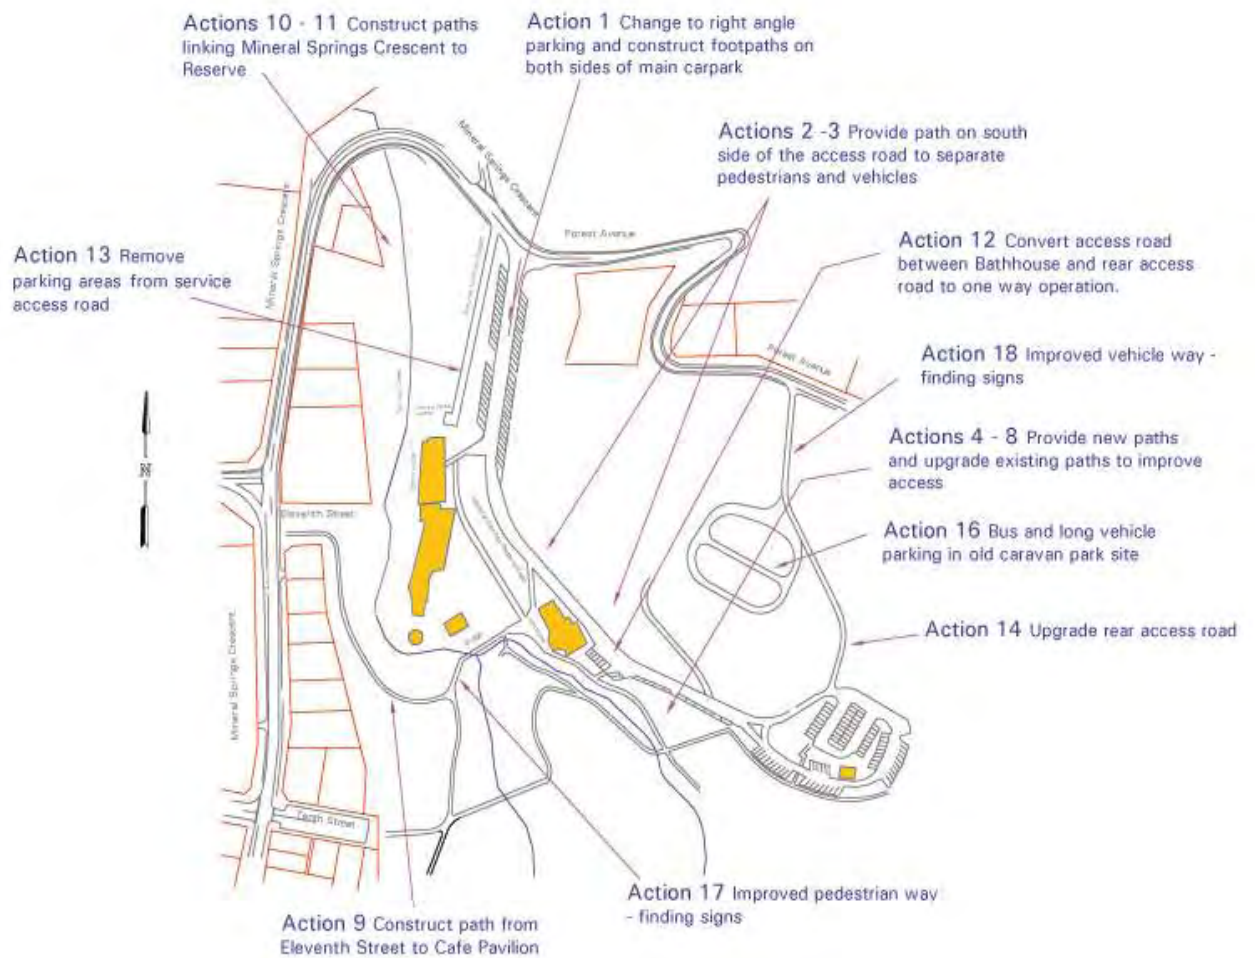 Actions 10 - 11 Construct paths
linking Mineral Springs Crescent to
Reserve
Action 1 Change to right angle
parking and construct footpaths on
both sides of main carpark
Actions 2 -3 Provide path on south
side of the access road to separate
pedestrians and vehicles
Action 13 Remove
parking areas from service
access road
Action 12 Convert access road
between Bathhouse and rear access
road to one way operation.
Action 18 Improved vehicle way -
finding signs
Actions 4 - 8 Provide new paths
and upgrade existing paths to improve
access
Action 16 Bus and long vehicle
parking in old caravan park site
Action 14 Upgrade rear access road
Action 17 Improved pedestrian way
- finding signs
Action 9 Construct path from
Eleventh Street to Cafe Pavilion
Mineral Springs Crescent
Mineral Springs Crescent
Forest Avenue
Forest Avenue
Eleventh Street
Mineral Springs Crescent
Tenth Street